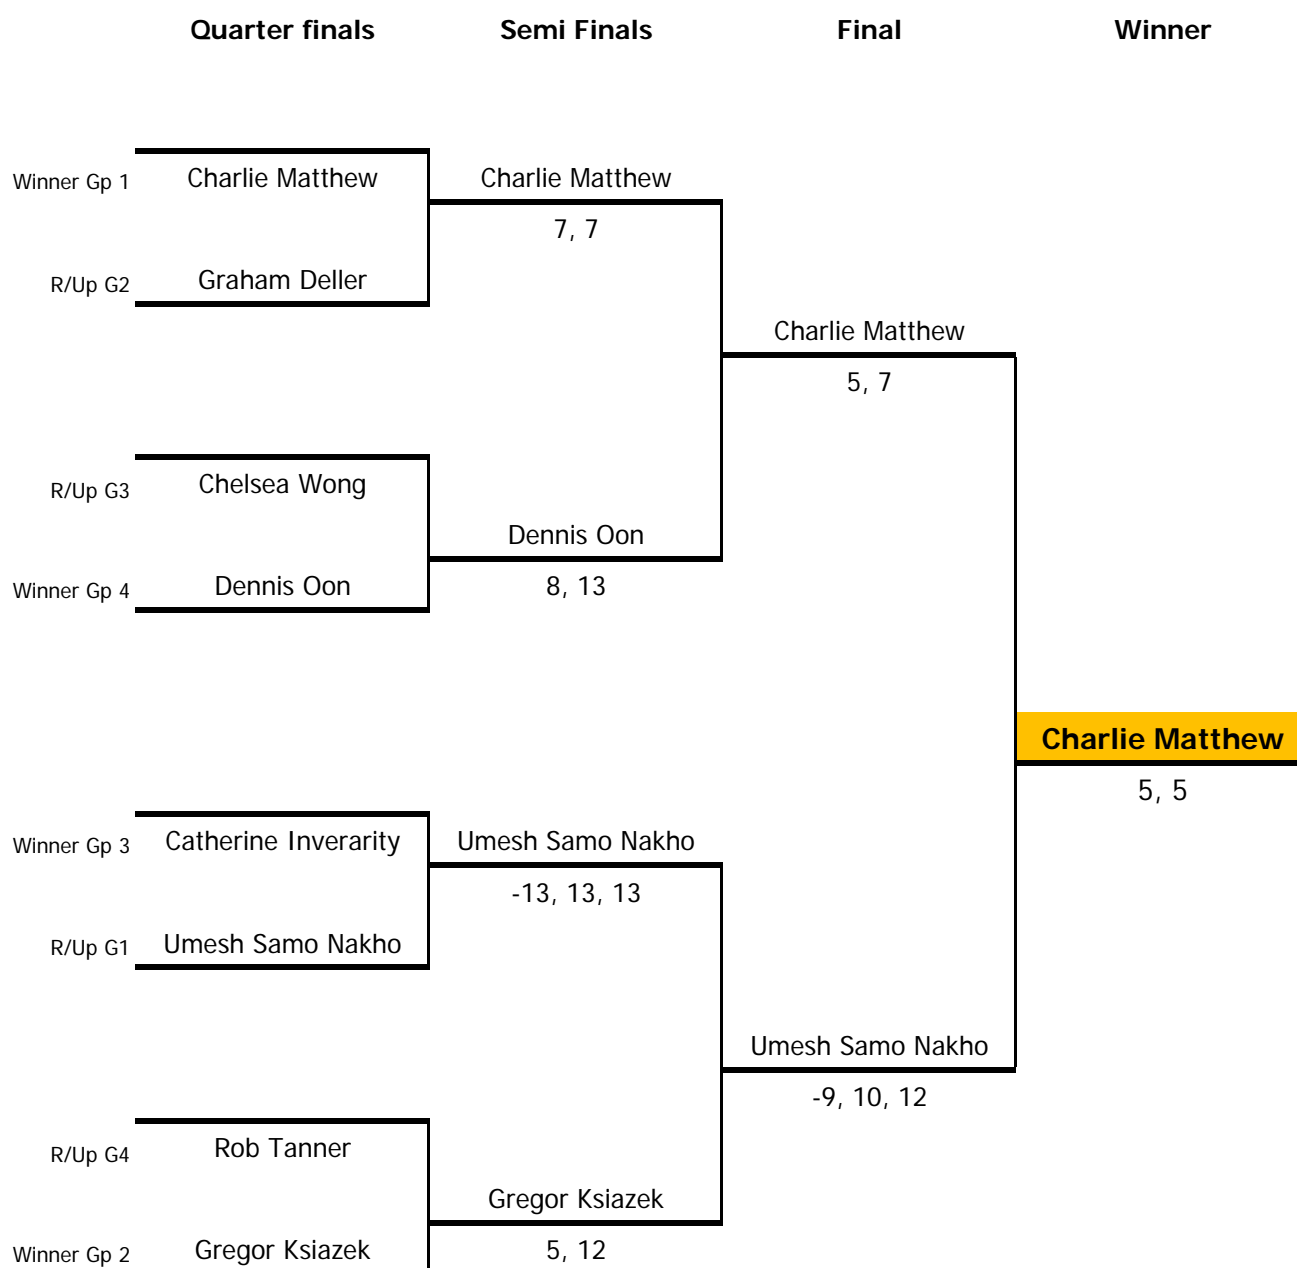 Quarter finals Semi Finals Final Winner
Winner Gp 1 Charlie Matthew Charlie Matthew
7, 7
R/Up G2 Graham Deller
Charlie Matthew
5, 7
R/Up G3 Chelsea Wong
Dennis Oon
Winner Gp 4 Dennis Oon 8, 13
Charlie Matthew
5, 5
Winner Gp 3 Catherine Inverarity Umesh Samo Nakho
-13, 13, 13
R/Up G1 Umesh Samo Nakho
Umesh Samo Nakho
-9, 10, 12
R/Up G4 Rob Tanner
Gregor Ksiazek
Winner Gp 2 Gregor Ksiazek 5, 12